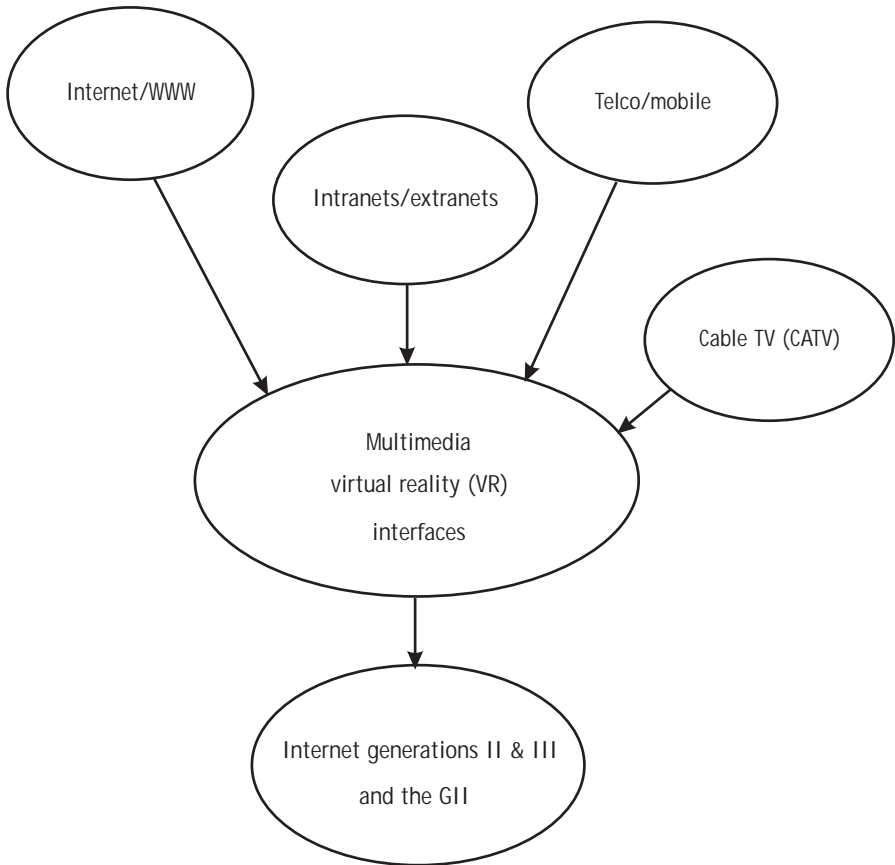 Internet/WWW
Telco/mobile
Intranets/extranets
Cable TV (CATV)
Multimedia
virtual reality (VR)
interfaces
Internet generations II & III
and the GII